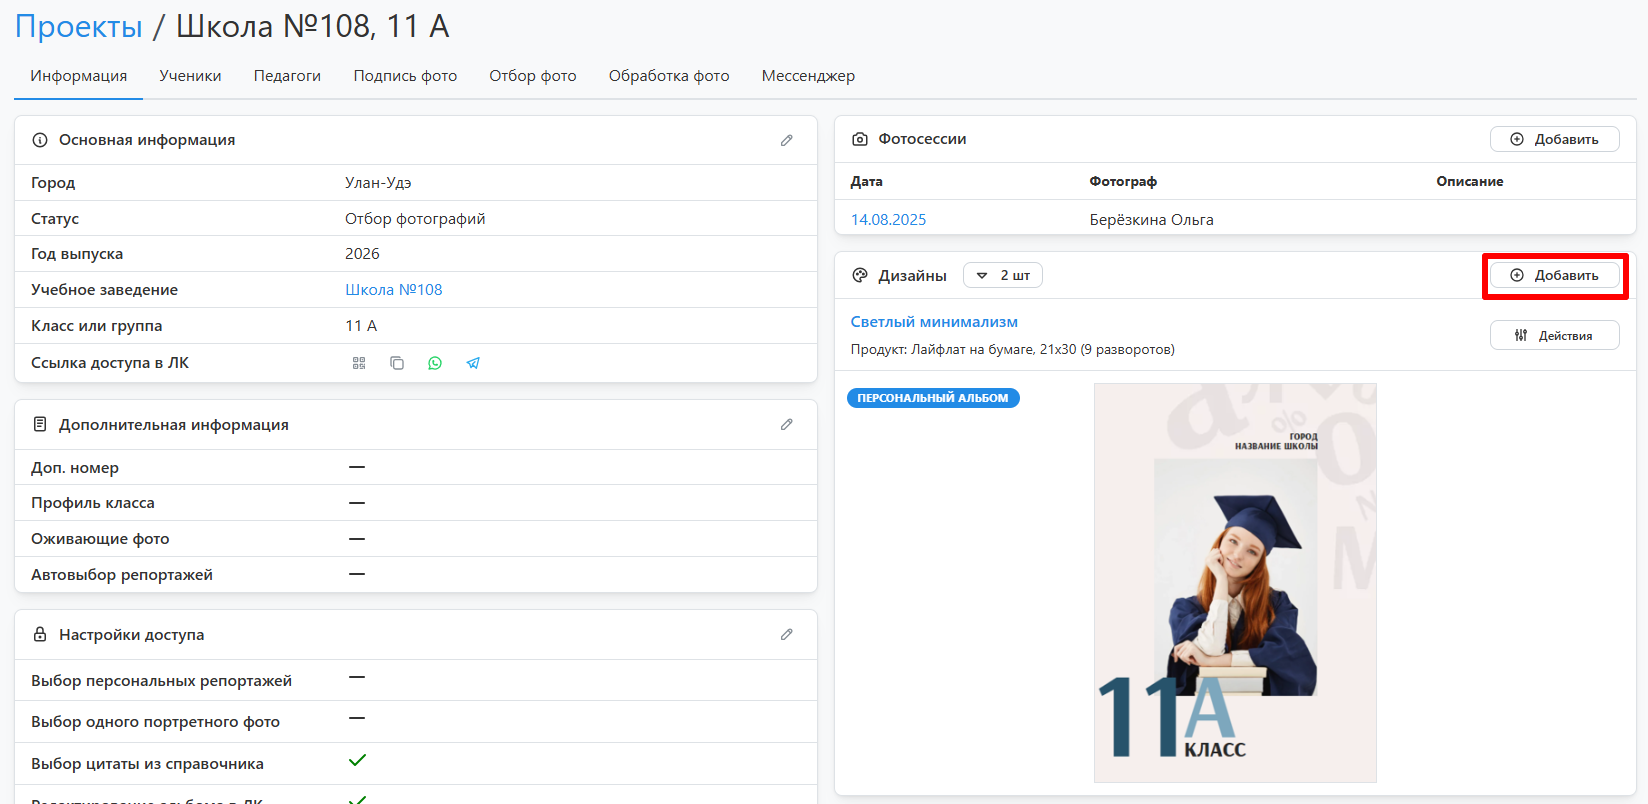 Проекты / Школа №108, 11 А
Информация Ученики Педагоги Подпись фото Отбор фото Обработка фото Мессенджер
Основная информация
Город Улан-Удэ
Статус Отбор фотографий
Год выпуска 2026
Учебное заведение Школа №108
Класс или группа 11 А
Ссылка доступа в ЛК
Дополнительная информация
Доп. номер —
Профиль класса —
Оживающие фото —
Автовыбор репортажей —
Настройки доступа
Выбор персональных репортажей —
Выбор одного портретного фото —
Выбор цитаты из справочника
Фотосессии Добавить
Дата Фотограф Описание
14.08.2025 Берёзкина Ольга
Дизайны 2 шт Добавить
Светлый минимализм
Продукт: Лайфлат на бумаге, 21x30 (9 разворотов)
Действия
ПЕРСОНАЛЬНЫЙ АЛЬБОМ
ГОРОД
НАЗВАНИЕ ШКОЛЫ
11А
КЛАСС